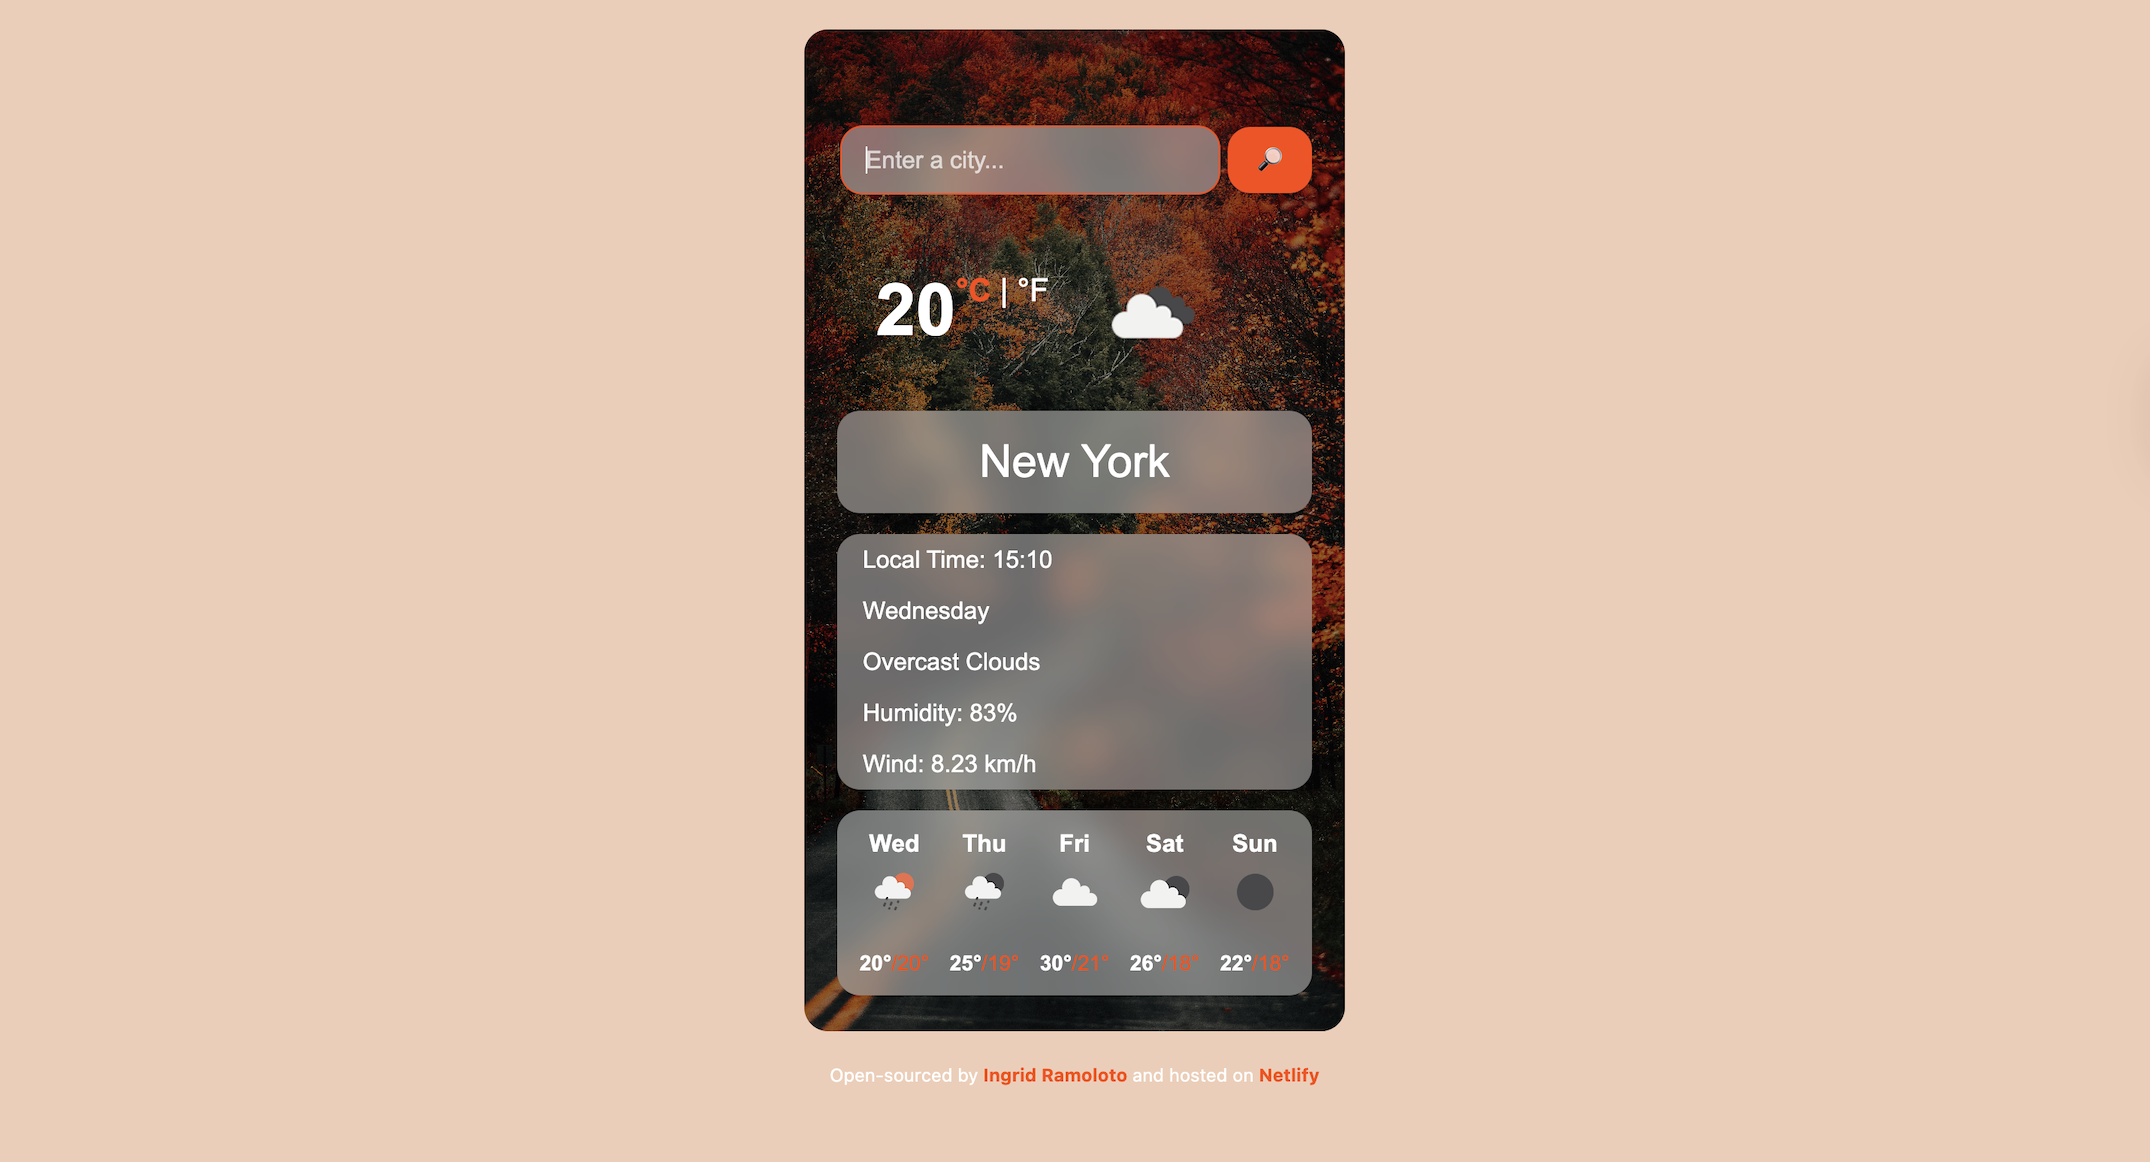 Enter a city...
20°C | °F
New York
Local Time: 15:10
Wednesday
Overcast Clouds
Humidity: 83%
Wind: 8.23 km/h
Wed Thu Fri Sat Sun
20°/20° 25°/19° 30°/21° 26°/18° 22°/18°
Open-sourced by Ingrid Ramoloto and hosted on Netlify